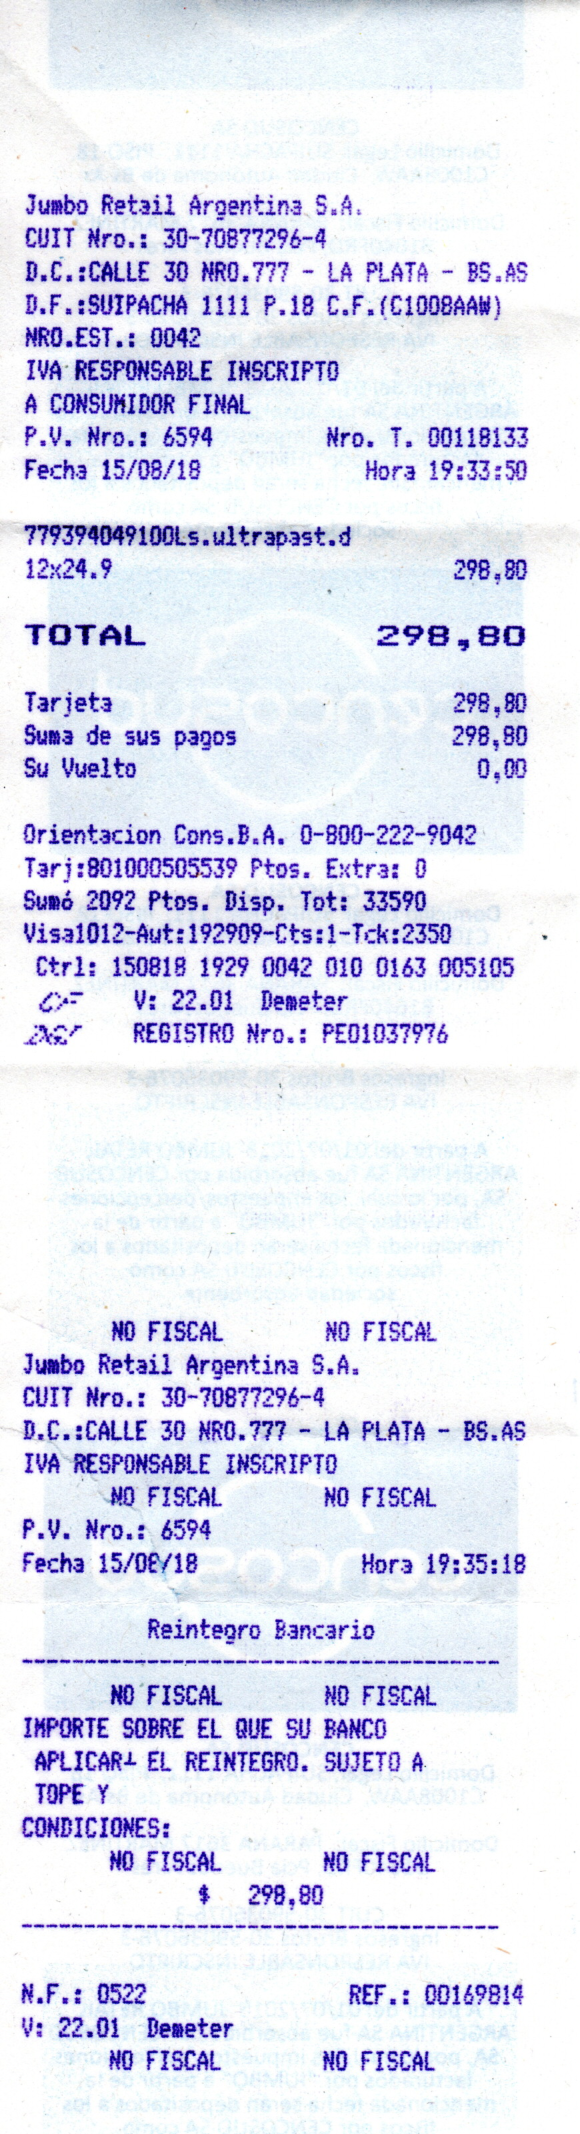 Jumbo Retail Argentina S.A.
CUIT Nro.: 30-70877296-4
D.C.:CALLE 30 NRO.777 - LA PLATA - BS.AS
D.F.:SUIPACHA 1111 P.18 C.F.(C1008AAW)
NRO.EST.: 0042
IVA RESPONSABLE INSCRIPTO
A CONSUMIDOR FINAL
P.V. Nro.: 6594 Nro. T. 00118133
Fecha 15/08/18 Hora 19:33:50
779394049100Ls.ultrapast.d
12x24.9 298,80
TOTAL 298,80
Tarjeta 298,80
Suma de sus pagos 298,80
Su Vuelto 0,00
Orientacion Cons.B.A. 0-800-222-9042
Tarj:801000505539 Ptos. Extra: 0
Sumó 2092 Ptos. Disp. Tot: 33590
Visa1012-Aut:192909-Cts:1-Tck:2350
Ctrl: 150818 1929 0042 010 0163 005105
CF V: 22.01 Demeter
REGISTRO Nro.: PEO1037976
NO FISCAL NO FISCAL
Jumbo Retail Argentina S.A.
CUIT Nro.: 30-70877296-4
D.C.:CALLE 30 NRO.777 - LA PLATA - BS.AS
IVA RESPONSABLE INSCRIPTO
NO FISCAL NO FISCAL
P.V. Nro.: 6594
Fecha 15/08/18 Hora 19:35:18
Reintegro Bancario
NO FISCAL NO FISCAL
IMPORTE SOBRE EL QUE SU BANCO
APLICAR┴ EL REINTEGRO. SUJETO A
TOPE Y
CONDICIONES:
NO FISCAL NO FISCAL
$ 298,80
N.F.: 0522 REF.: 00169814
V: 22.01 Demeter
NO FISCAL NO FISCAL